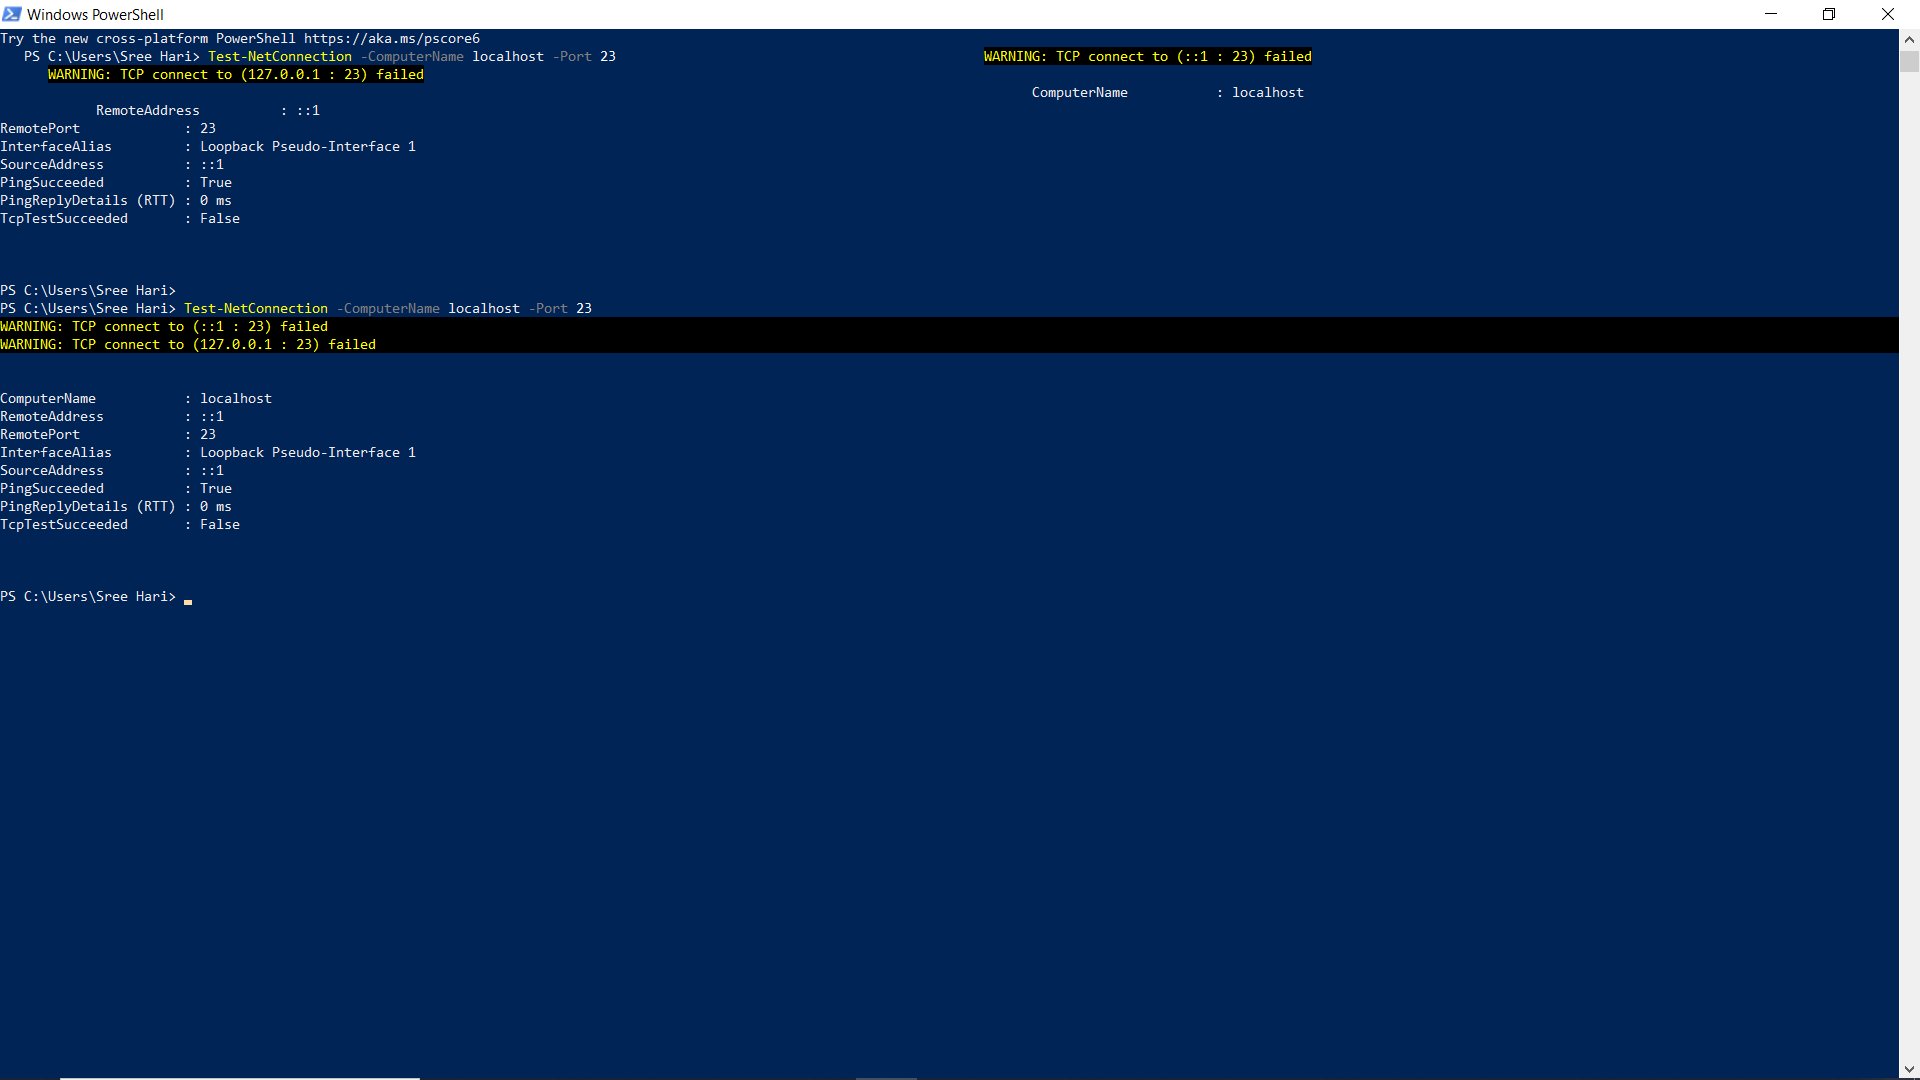 Windows PowerShell
Try the new cross-platform PowerShell https://aka.ms/pscore6
PS C:\Users\Sree Hari> Test-NetConnection -ComputerName localhost -Port 23 WARNING: TCP connect to (::1 : 23) failed
WARNING: TCP connect to (127.0.0.1 : 23) failed
ComputerName : localhost
RemoteAddress : ::1
RemotePort : 23
InterfaceAlias : Loopback Pseudo-Interface 1
SourceAddress : ::1
PingSucceeded : True
PingReplyDetails (RTT) : 0 ms
TcpTestSucceeded : False
PS C:\Users\Sree Hari>
PS C:\Users\Sree Hari> Test-NetConnection -ComputerName localhost -Port 23
WARNING: TCP connect to (::1 : 23) failed
WARNING: TCP connect to (127.0.0.1 : 23) failed
ComputerName : localhost
RemoteAddress : ::1
RemotePort : 23
InterfaceAlias : Loopback Pseudo-Interface 1
SourceAddress : ::1
PingSucceeded : True
PingReplyDetails (RTT) : 0 ms
TcpTestSucceeded : False
PS C:\Users\Sree Hari>